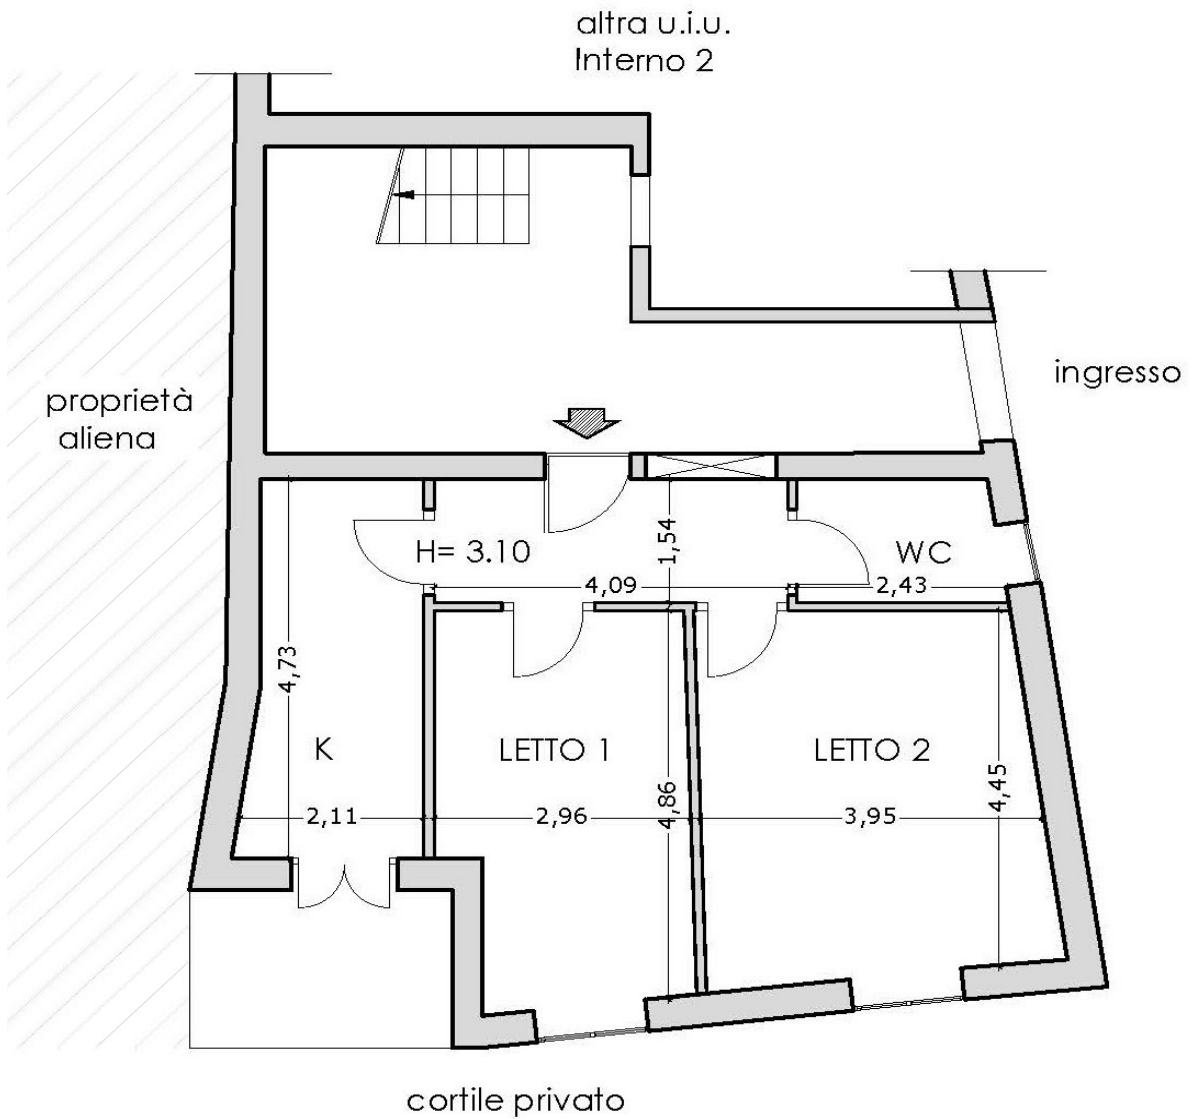 altra u.i.u.
Interno 2
ingresso
proprietà
aliena
H= 3.10
1,54
WC
4,09
2,43
4,73
K
LETTO 1
LETTO 2
4,86
4,45
2,11
2,96
3,95
cortile privato